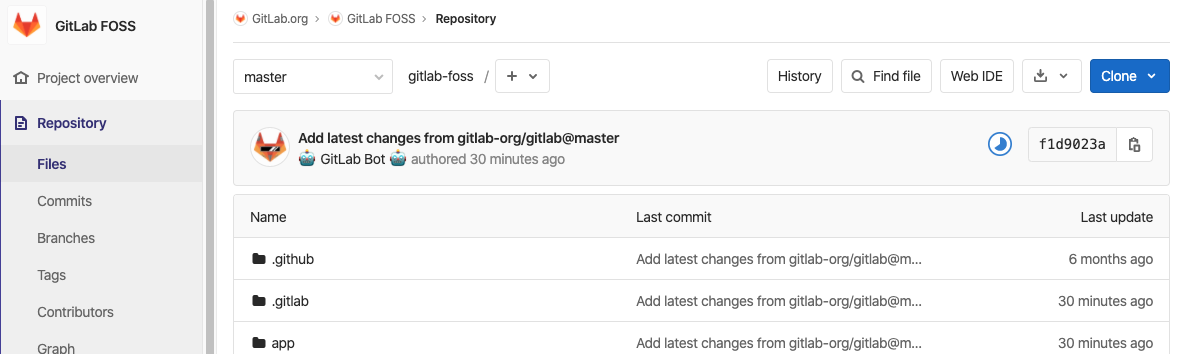 GitLab FOSS
Project overview
Repository
Files
Commits
Branches
Tags
Contributors
Graph
GitLab.org › GitLab FOSS › Repository
master gitlab-foss / + History Find file Web IDE Clone
Add latest changes from gitlab-org/gitlab@master
🤖 GitLab Bot 🤖 authored 30 minutes ago
f1d9023a
Name Last commit Last update
.github Add latest changes from gitlab-org/gitlab@m... 6 months ago
.gitlab Add latest changes from gitlab-org/gitlab@m... 30 minutes ago
app Add latest changes from gitlab-org/gitlab@m... 30 minutes ago